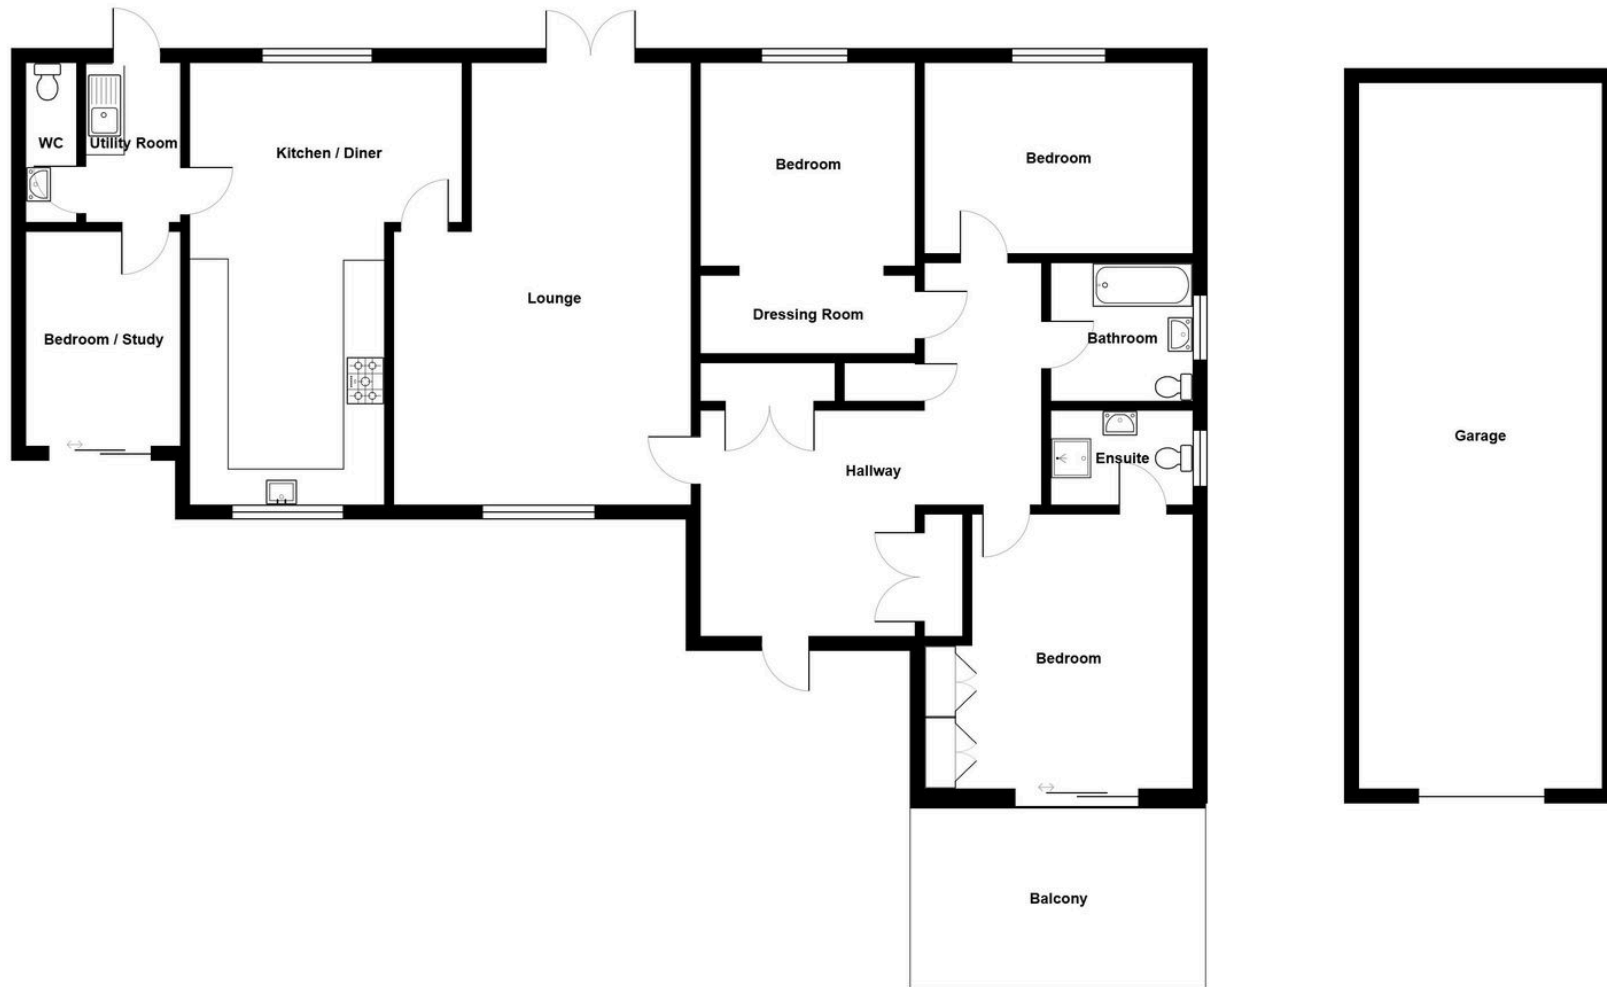 WC
Utility Room
Kitchen / Diner
Bedroom
Bedroom
Lounge
Dressing Room
Bedroom / Study
Bathroom
Garage
Ensuite
Hallway
Bedroom
Balcony